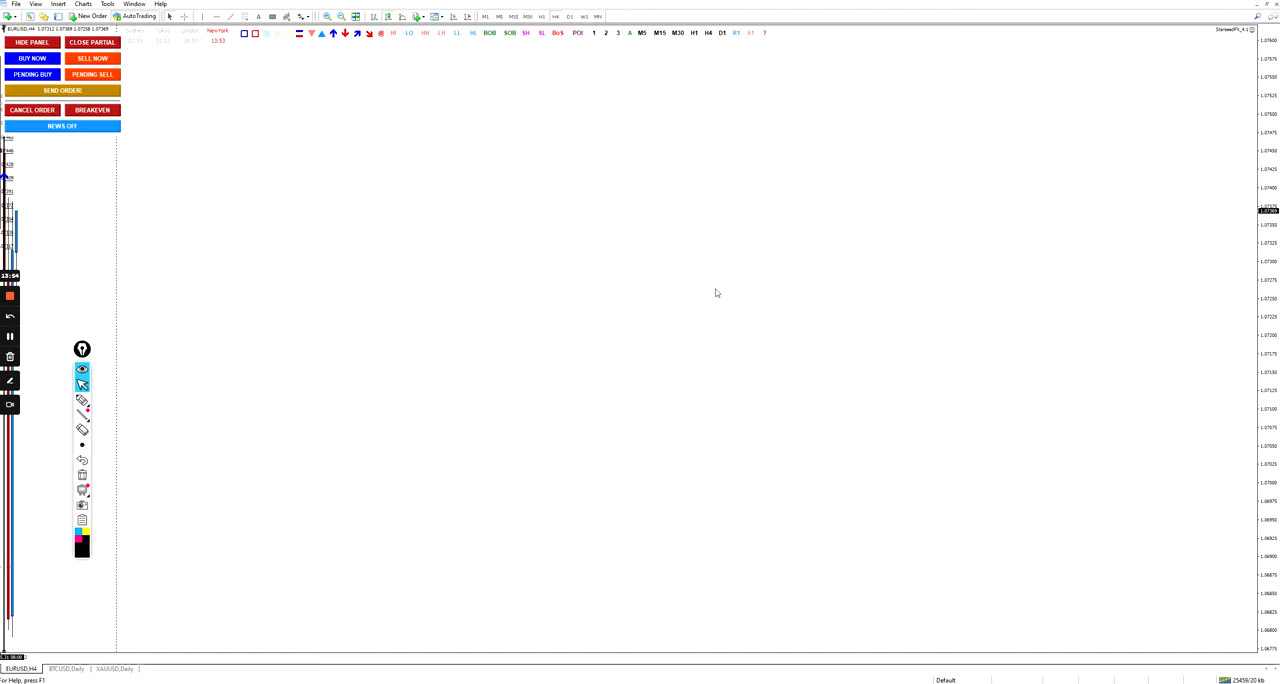 File View Insert Charts Tools Window Help
New Order AutoTrading M1 M5 M15 M30 H1 H4 D1 W1 MN
EURUSD,H4 1.07312 1.07369 1.07258 1.07369
Sydney Tokyo London NewYork
13:53
HI LO HH LH LL HL BOB SOB SH SL BoS POI 1 2 3 A M5 M15 M30 H1 H4 D1 R1 S1 ?
StarseedFX_4.1
HIDE PANEL CLOSE PARTIAL
BUY NOW SELL NOW
PENDING BUY PENDING SELL
SEND ORDER!
CANCEL ORDER BREAKEVEN
NEWS OFF
13:54
1.07600
1.07575
1.07550
1.07525
1.07500
1.07475
1.07450
1.07425
1.07400
1.07375
1.07369
1.07350
1.07325
1.07300
1.07275
1.07250
1.07225
1.07200
1.07175
1.07150
1.07125
1.07100
1.07075
1.07050
1.07025
1.07000
1.06975
1.06950
1.06925
1.06900
1.06875
1.06850
1.06825
1.06800
1.06775
EURUSD,H4 BTCUSD,Daily XAUUSD,Daily
For Help, press F1
Default
25459/20 kb